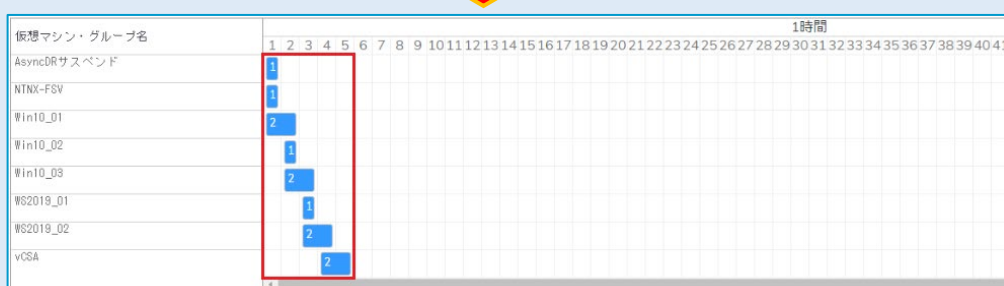 仮想マシン・グループ名
1時間
1 2 3 4 5 6 7 8 9 10 11 12 13 14 15 16 17 18 19 20 21 22 23 24 25 26 27 28 29 30 31 32 33 34 35 36 37 38 39 40 41
AsyncDRサスペンド 1
NTNX-FSV 1
Win10_01 2
Win10_02 1
Win10_03 2
WS2019_01 1
WS2019_02 2
vCSA 2